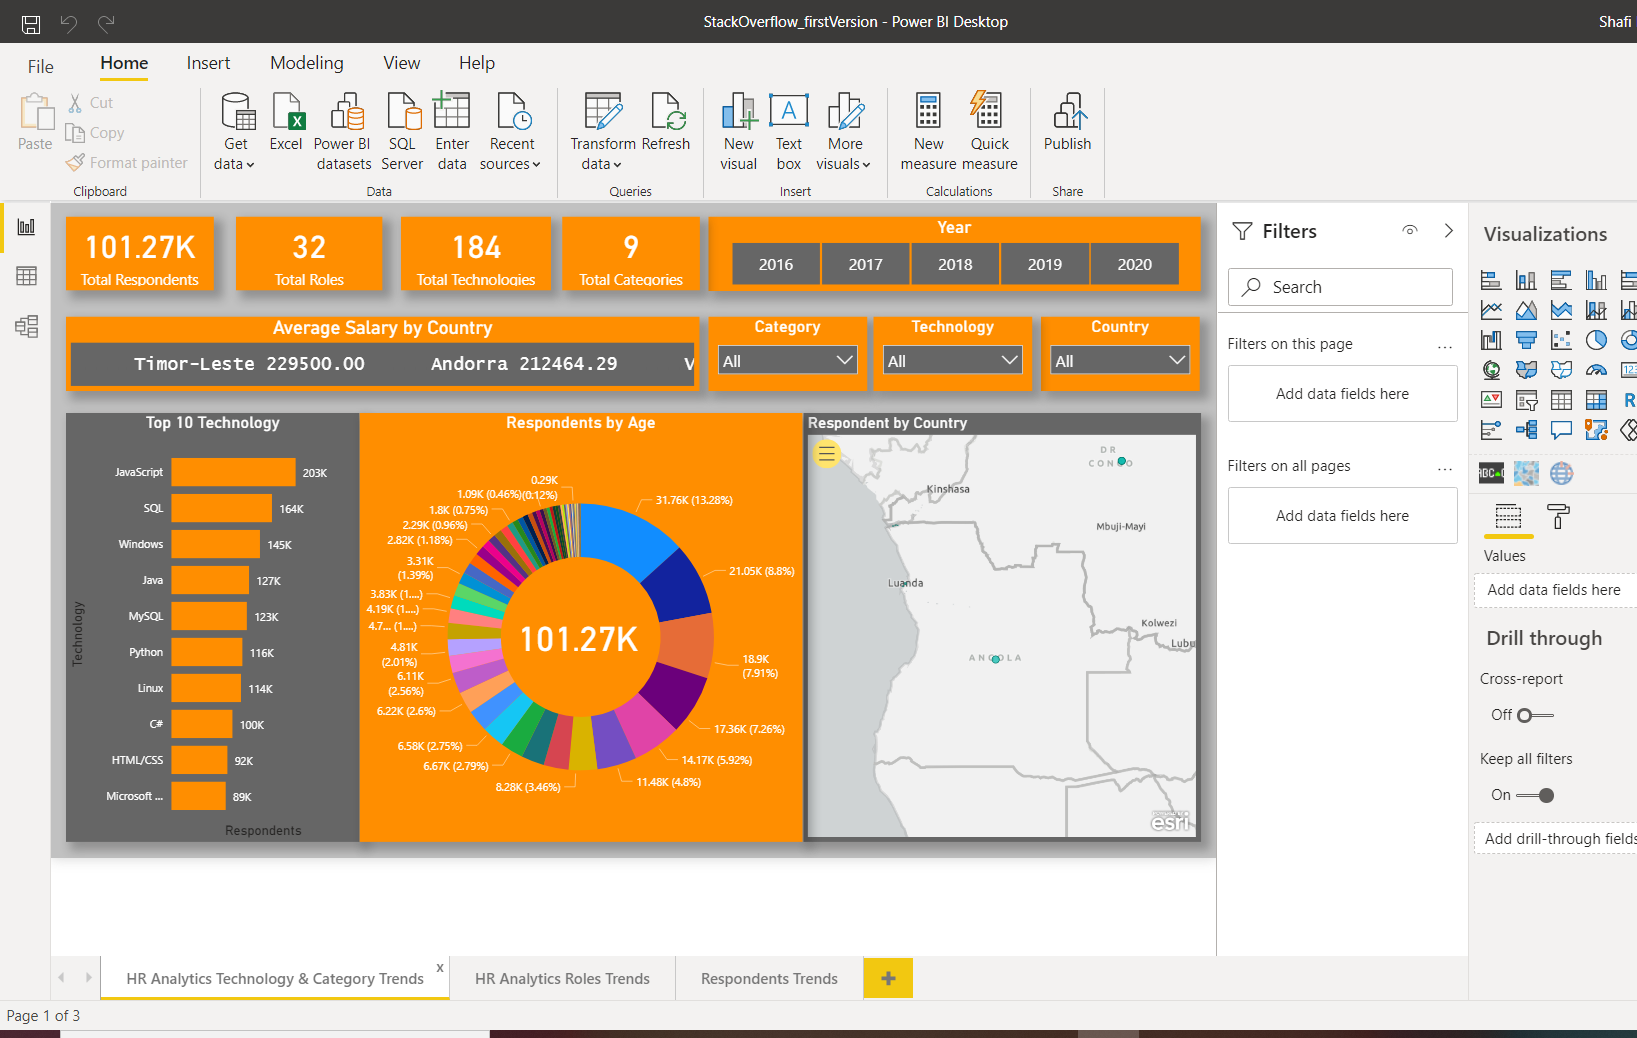 StackOverflow_firstVersion - Power BI Desktop
Shafi
File
Home
Insert
Modeling
View
Help
Paste
Cut
Copy
Format painter
Clipboard
Get
data
Excel
Power BI
datasets
SQL
Server
Enter
data
Recent
sources
Data
Transform
data
Refresh
Queries
New
visual
Text
box
More
visuals
Insert
New
measure
Quick
measure
Calculations
Publish
Share
101.27K
Total Respondents
32
Total Roles
184
Total Technologies
9
Total Categories
Year
2016
2017
2018
2019
2020
Average Salary by Country
Timor-Leste 229500.00
Andorra 212464.29
V
Category
All
Technology
All
Country
All
Top 10 Technology
Technology
JavaScript
203K
SQL
164K
Windows
145K
Java
127K
MySQL
123K
Python
116K
Linux
114K
C#
100K
HTML/CSS
92K
Microsoft ...
89K
Respondents
Respondents by Age
0.29K
(0.12%)
1.09K (0.46%)
1.8K (0.75%)
2.29K (0.96%)
2.82K (1.18%)
3.31K
(1.39%)
3.83K (1....)
4.19K (1....)
4.7... (1....)
4.81K
(2.01%)
6.11K
(2.56%)
6.22K (2.6%)
6.58K (2.75%)
6.67K (2.79%)
8.28K (3.46%)
11.48K (4.8%)
14.17K (5.92%)
17.36K (7.26%)
18.9K
(7.91%)
21.05K (8.8%)
31.76K (13.28%)
101.27K
Respondent by Country
DR
CONGO
Kinshasa
Mbuji-Mayi
Luanda
Kolwezi
Lubu
ANGOLA
POWERED BY
esri
Filters
Search
Filters on this page
...
Add data fields here
Filters on all pages
...
Add data fields here
Visualizations
123
R
ABC
Values
Add data fields here
Drill through
Cross-report
Off
Keep all filters
On
Add drill-through fields
HR Analytics Technology & Category Trends
x
HR Analytics Roles Trends
Respondents Trends
+
Page 1 of 3